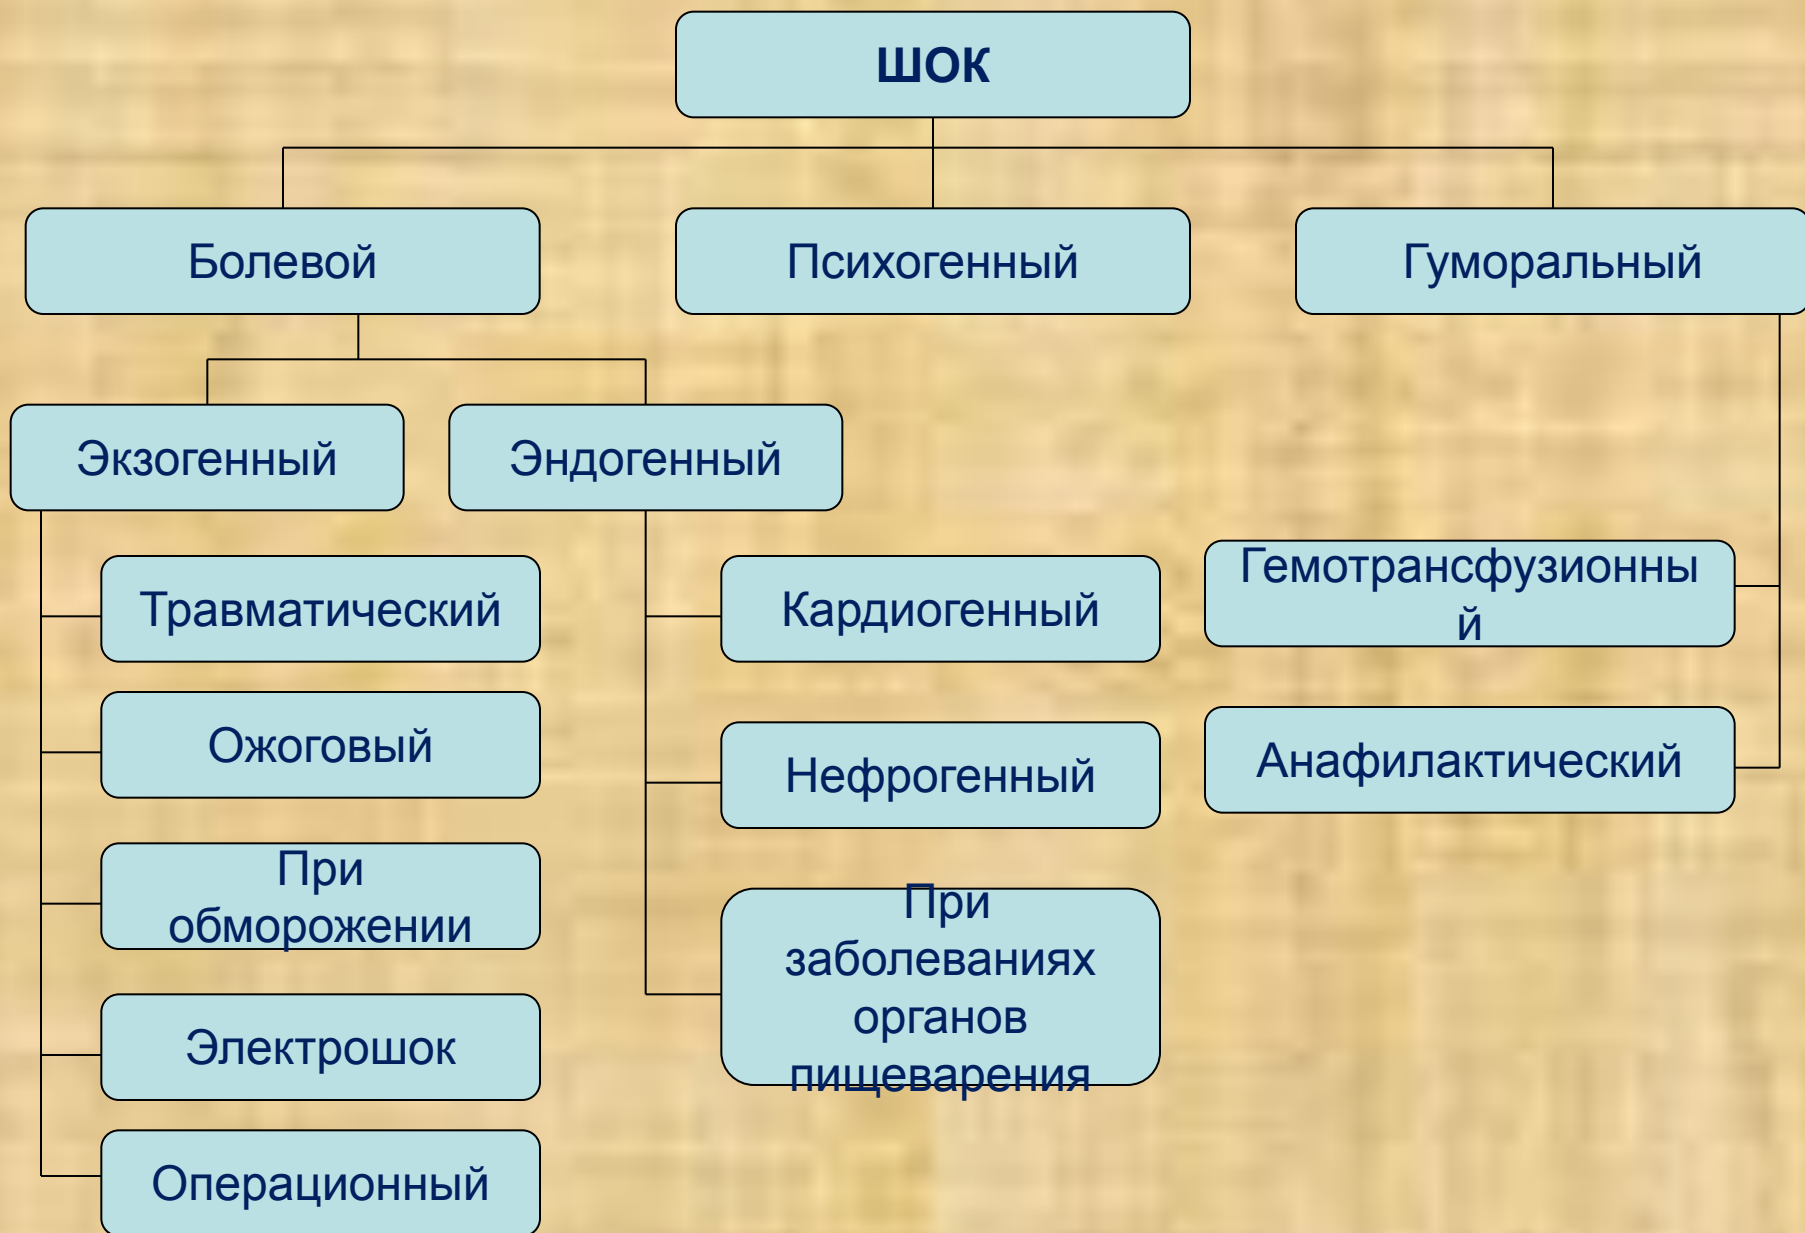 ШОК
Болевой
Психогенный
Гуморальный
Экзогенный
Эндогенный
Травматический
Ожоговый
При
обморожении
Электрошок
Операционный
Кардиогенный
Нефрогенный
При
заболеваниях
органов
пищеварения
Гемотрансфузионны
й
Анафилактический